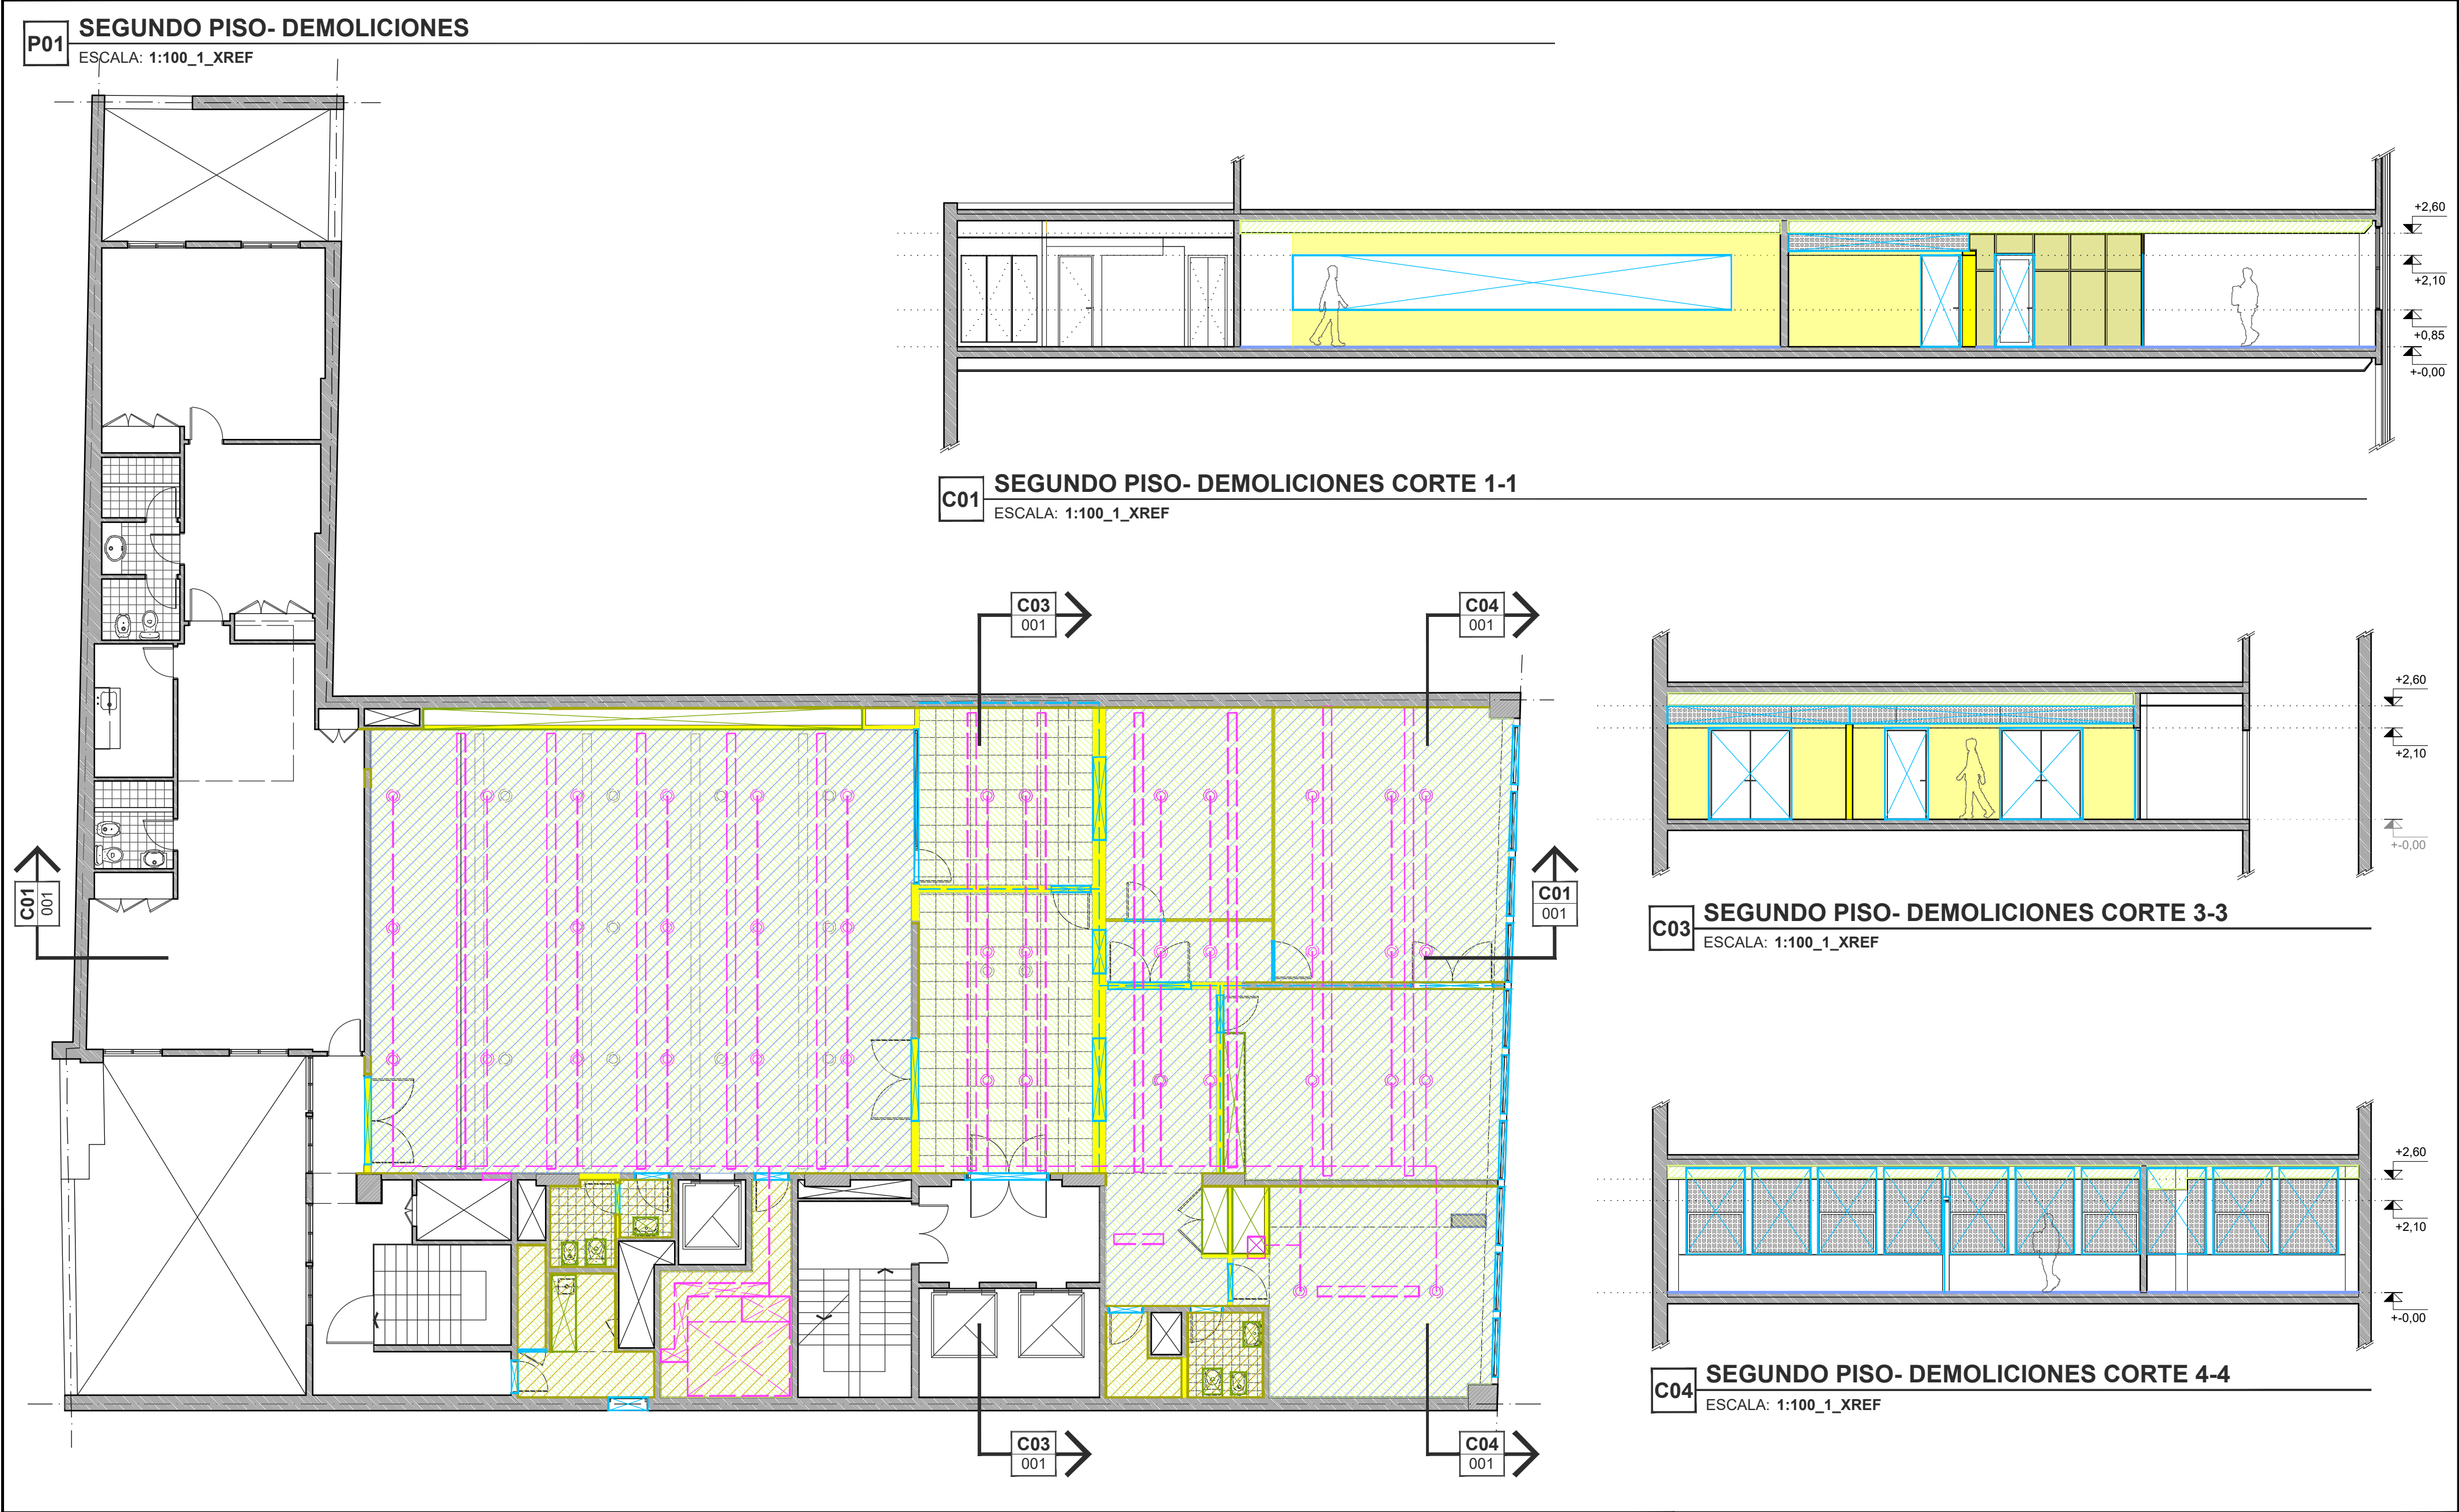 P01
SEGUNDO PISO- DEMOLICIONES
ESCALA: 1:100_1_XREF
+2,60
+2,10
+0,85
+-0,00
C01
SEGUNDO PISO- DEMOLICIONES CORTE 1-1
ESCALA: 1:100_1_XREF
C03
001
C04
001
+2,60
+2,10
+-0,00
C01
001
C01
001
C03
SEGUNDO PISO- DEMOLICIONES CORTE 3-3
ESCALA: 1:100_1_XREF
+2,60
+2,10
+-0,00
C04
SEGUNDO PISO- DEMOLICIONES CORTE 4-4
ESCALA: 1:100_1_XREF
C03
001
C04
001